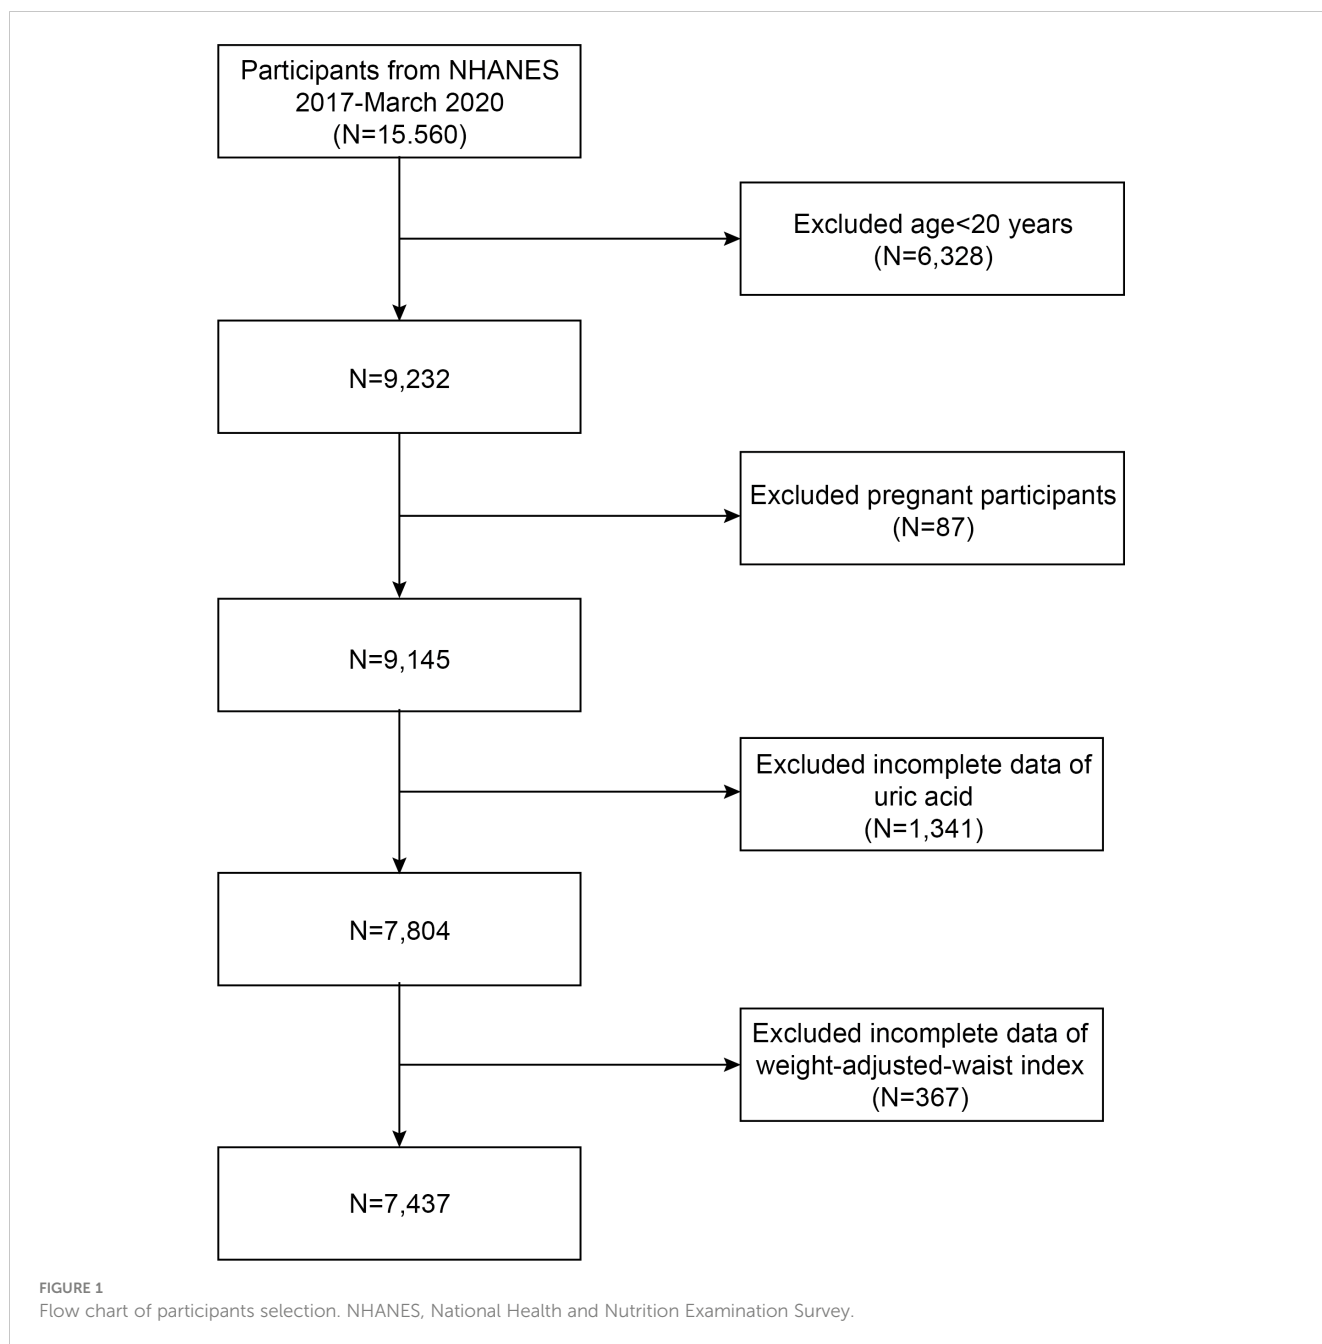 Participants from NHANES
2017-March 2020
(N=15.560)
Excluded age<20 years
(N=6,328)
N=9,232
Excluded pregnant participants
(N=87)
N=9,145
Excluded incomplete data of
uric acid
(N=1,341)
N=7,804
Excluded incomplete data of
weight-adjusted-waist index
(N=367)
N=7,437
FIGURE 1
Flow chart of participants selection. NHANES, National Health and Nutrition Examination Survey.